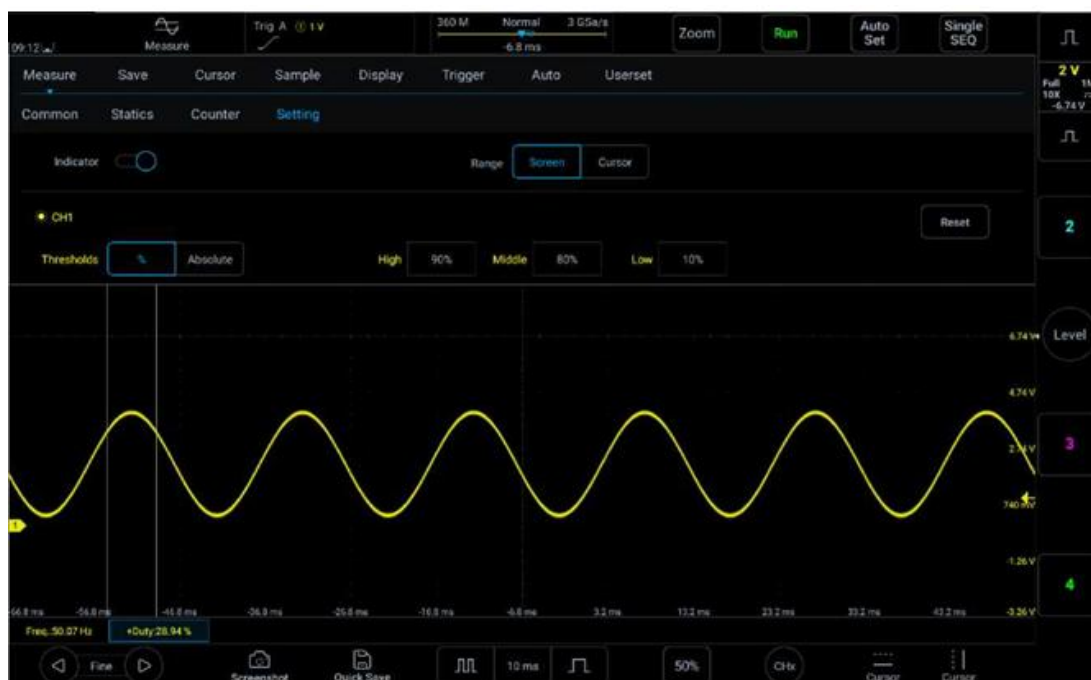 360 M Normal 3 GSa/s
Trig A ① 1 V
09:12
Measure
-6.8 ms
Zoom
Run
Auto Set
Single SEQ
Measure Save Cursor Sample Display Trigger Auto Userset
2 V
Full
10X
-6.74 V
Common Statics Counter Setting
Indicator
Range Screen Cursor
CH1
Reset
2
Thresholds % Absolute High 90% Middle 80% Low 10%
6.74 V
Level
4.74 V
2.74 V
3
740 mV
1
-1.26 V
4
-66.8 ms -56.8 ms -46.8 ms -36.8 ms -26.8 ms -16.8 ms -6.8 ms 3.2 ms 13.2 ms 23.2 ms 33.2 ms 43.2 ms -3.26 V
Freq.:50.07 Hz +Duty:28.94 %
Fine
Screenshot
Quick Save
10 ms
50%
CHx
Cursor
Cursor